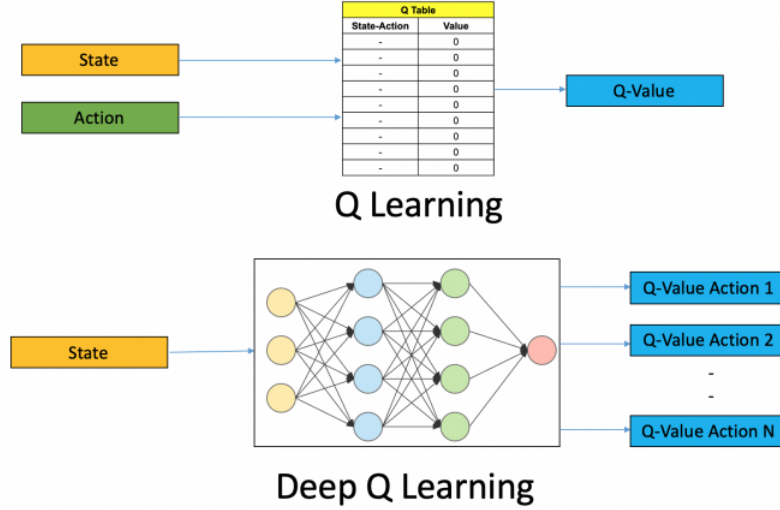 Q Table
State-Action Value
- 0
- 0
- 0
- 0
- 0
- 0
- 0
- 0
- 0
State
Action
Q-Value
Q Learning
State
Q-Value Action 1
Q-Value Action 2
-
-
Q-Value Action N
Deep Q Learning